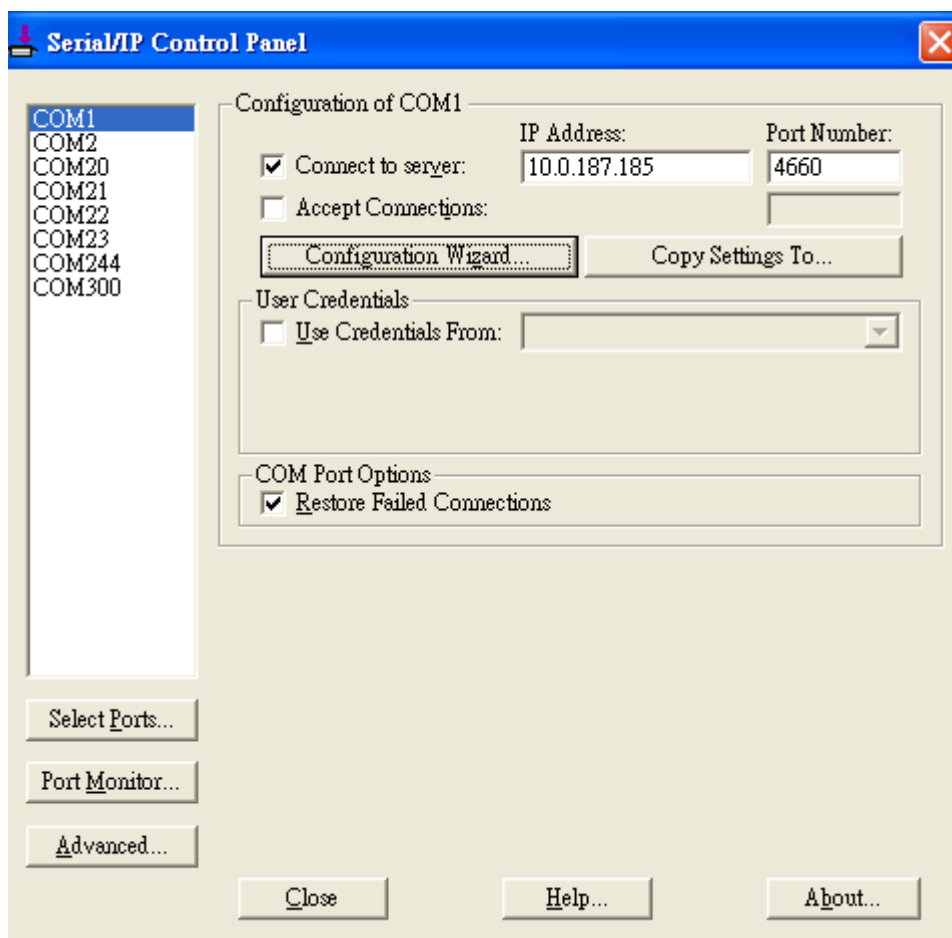 Serial/IP Control Panel
COM1
COM2
COM20
COM21
COM22
COM23
COM244
COM300
Select Ports...
Port Monitor...
Advanced...
Configuration of COM1
IP Address: Port Number:
Connect to server: 10.0.187.185 4660
Accept Connections:
Configuration Wizard... Copy Settings To...
User Credentials
Use Credentials From:
COM Port Options
Restore Failed Connections
Close Help... About...